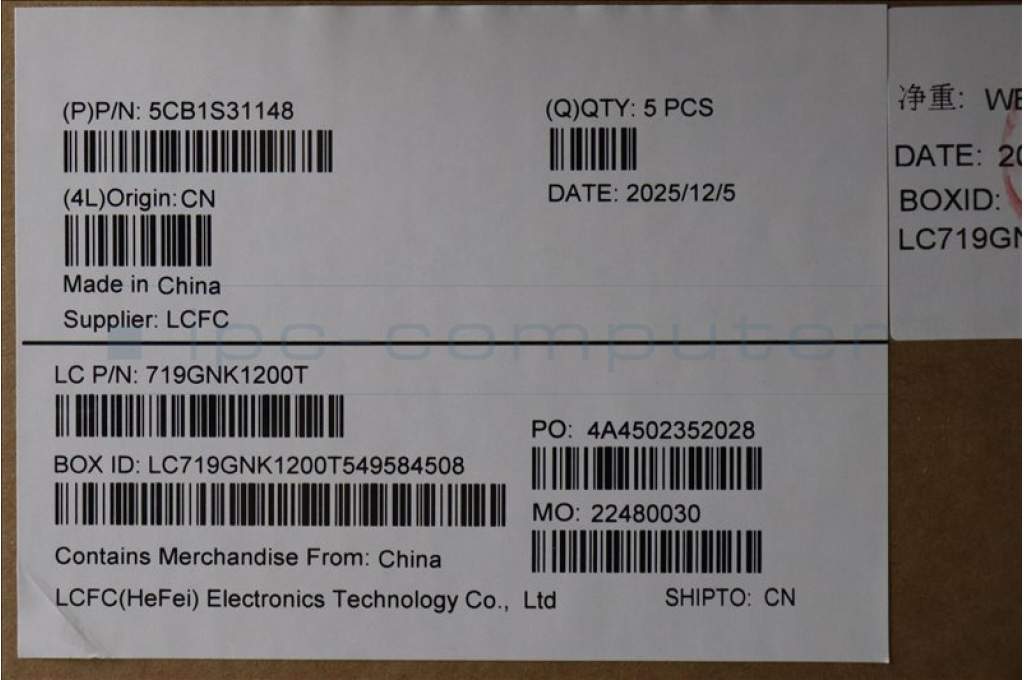 (P)P/N: 5CB1S31148
(Q)QTY: 5 PCS
(4L)Origin:CN
DATE: 2025/12/5
Made in China
Supplier: LCFC
ipc-computer
LC P/N: 719GNK1200T
PO: 4A4502352028
BOX ID: LC719GNK1200T549584508
MO: 22480030
Contains Merchandise From: China
LCFC(HeFei) Electronics Technology Co., Ltd
SHIPTO: CN
净重:
DATE:
BOXID: